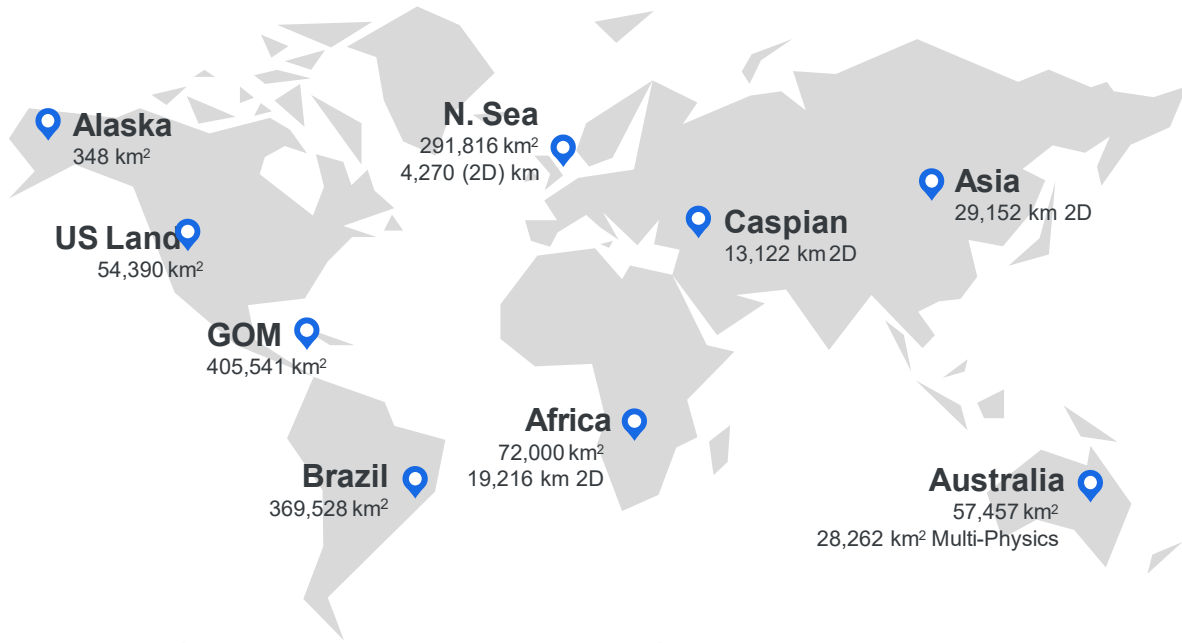 Alaska
348 km²
N. Sea
291,816 km²
4,270 (2D) km
Asia
29,152 km 2D
US Land
54,390 km²
Caspian
13,122 km 2D
GOM
405,541 km²
Africa
72,000 km²
19,216 km 2D
Brazil
369,528 km²
Australia
57,457 km²
28,262 km² Multi-Physics